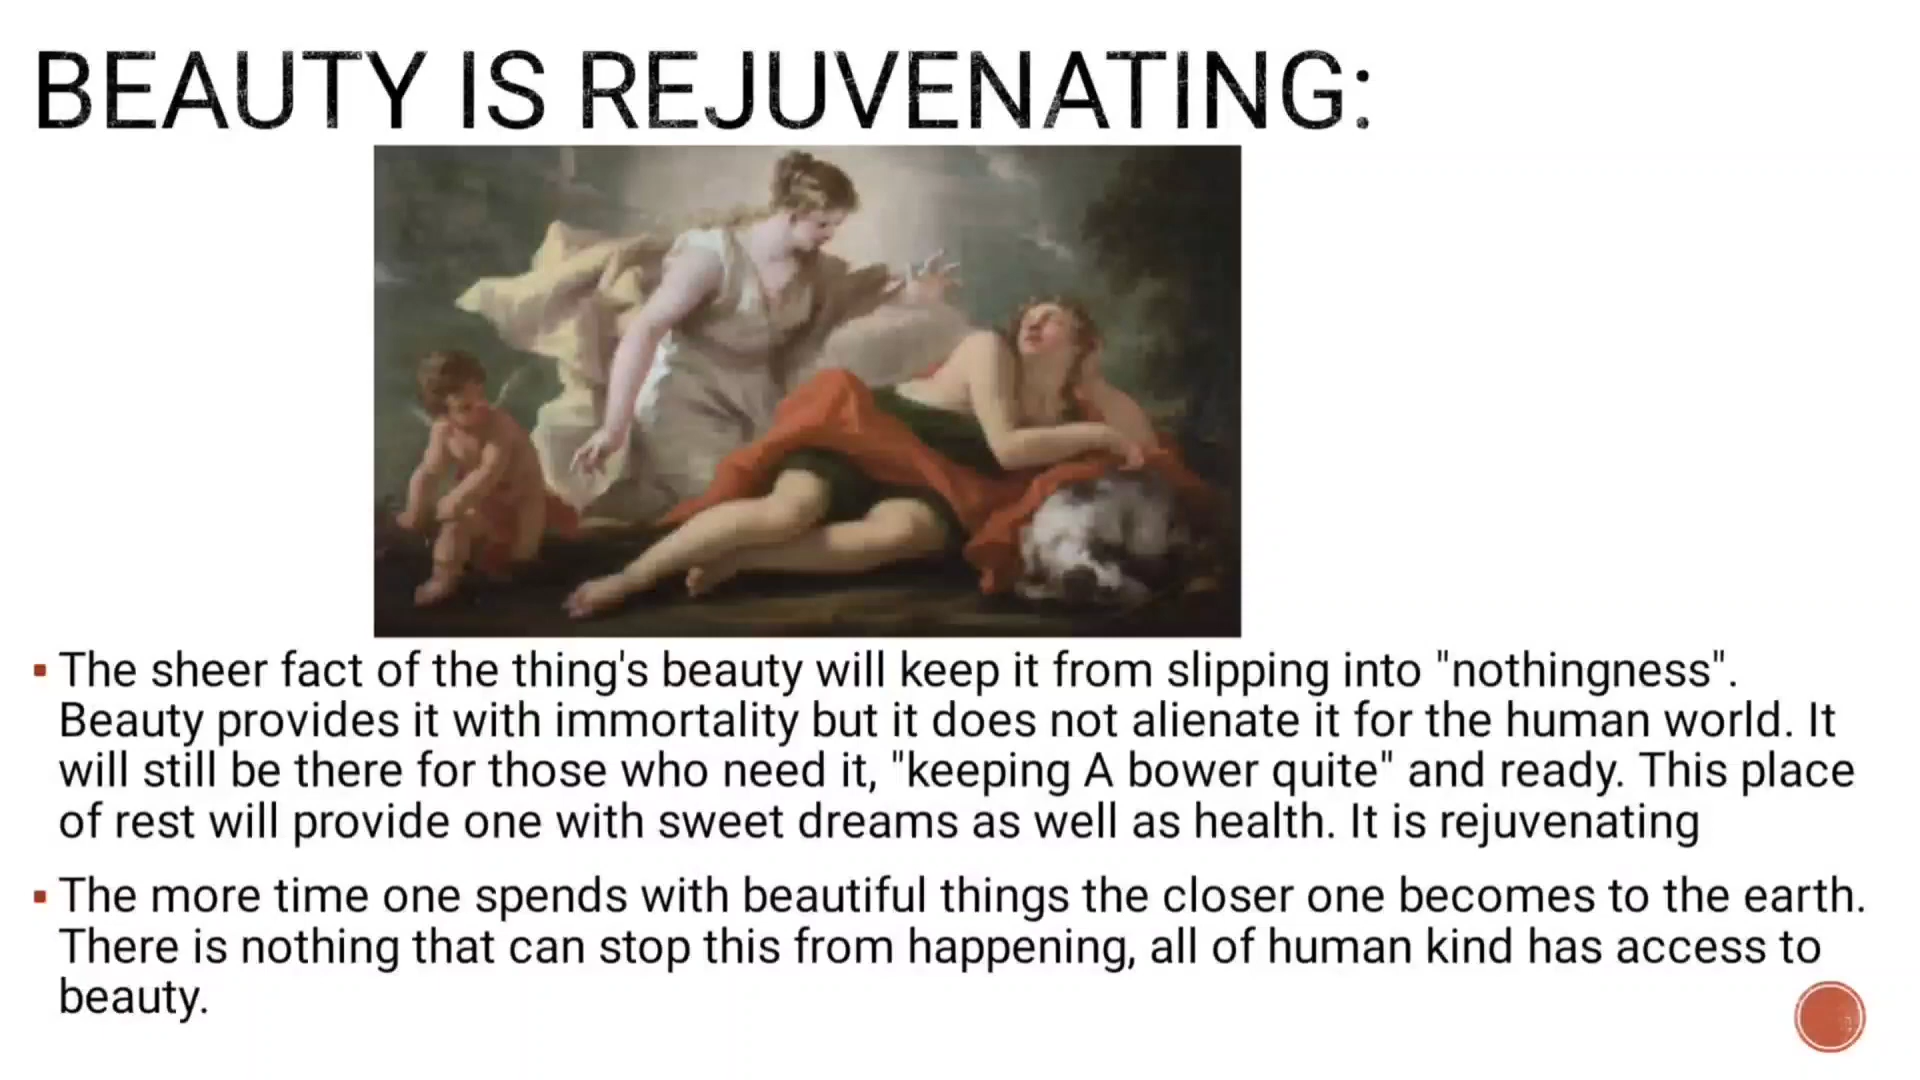 BEAUTY IS REJUVENATING:
The sheer fact of the thing's beauty will keep it from slipping into "nothingness".
Beauty provides it with immortality but it does not alienate it for the human world. It
will still be there for those who need it, "keeping A bower quite" and ready. This place
of rest will provide one with sweet dreams as well as health. It is rejuvenating
The more time one spends with beautiful things the closer one becomes to the earth.
There is nothing that can stop this from happening, all of human kind has access to
beauty.